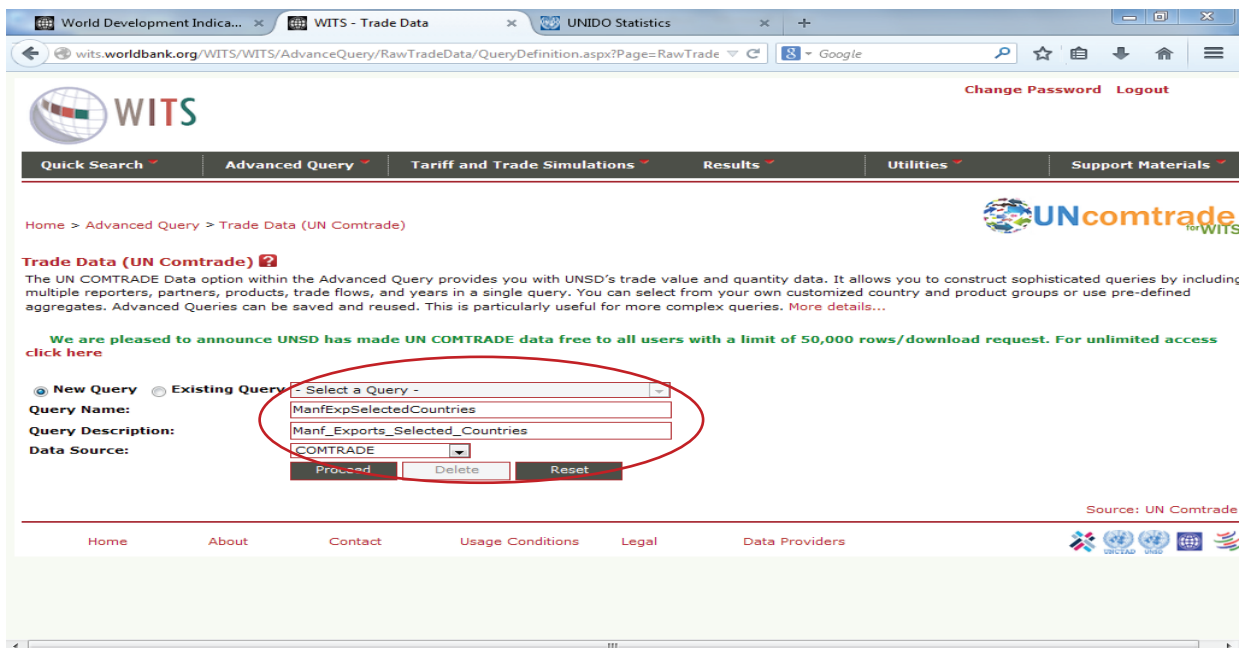 World Development Indica... × WITS - Trade Data × UNIDO Statistics × +
wits.worldbank.org/WITS/WITS/AdvanceQuery/RawTradeData/QueryDefinition.aspx?Page=RawTrade 8 Google
Change Password Logout
WITS
Quick Search Advanced Query Tariff and Trade Simulations Results Utilities Support Materials
UNcomtrade
for WITS
Home > Advanced Query > Trade Data (UN Comtrade)
Trade Data (UN Comtrade) ?
The UN COMTRADE Data option within the Advanced Query provides you with UNSD's trade value and quantity data. It allows you to construct sophisticated queries by including
multiple reporters, partners, products, trade flows, and years in a single query. You can select from your own customized country and product groups or use pre-defined
aggregates. Advanced Queries can be saved and reused. This is particularly useful for more complex queries. More details...
We are pleased to announce UNSD has made UN COMTRADE data free to all users with a limit of 50,000 rows/download request. For unlimited access
click here
New Query Existing Query - Select a Query -
Query Name: ManfExpSelectedCountries
Query Description: Manf_Exports_Selected_Countries
Data Source: COMTRADE
Proceed Delete Reset
Source: UN Comtrade
Home About Contact Usage Conditions Legal Data Providers
UNCTAD UNSD